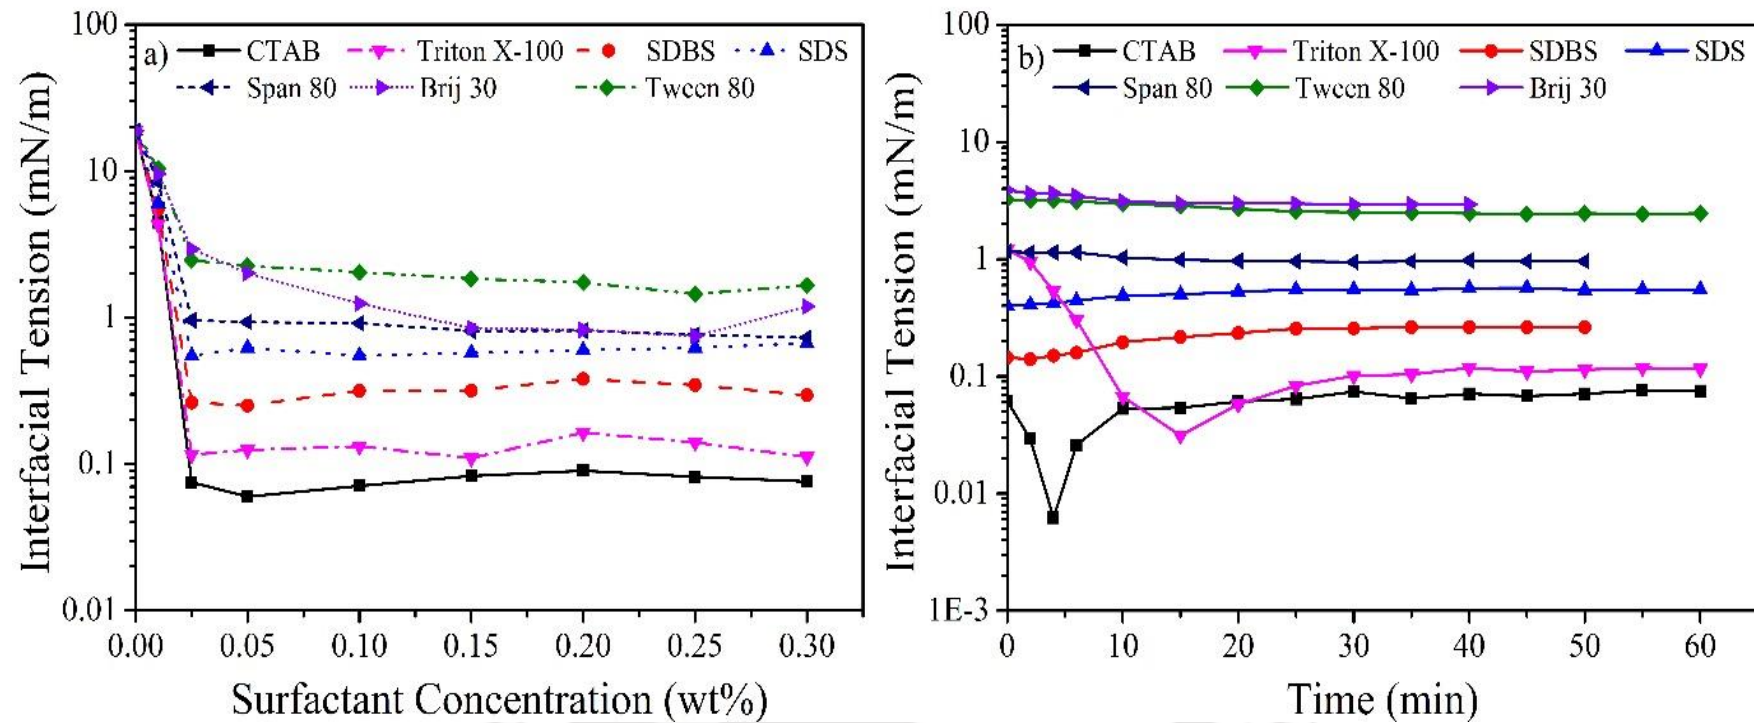 Interfacial Tension (mN/m)
100
10
1
0.1
0.01
a)
CTAB Triton X-100 SDBS SDS
Span 80 Brij 30 Tween 80
0.00 0.05 0.10 0.15 0.20 0.25 0.30
Surfactant Concentration (wt%)
Interfacial Tension (mN/m)
100
10
1
0.1
0.01
1E-3
b)
CTAB Triton X-100 SDBS SDS
Span 80 Tween 80 Brij 30
0 10 20 30 40 50 60
Time (min)